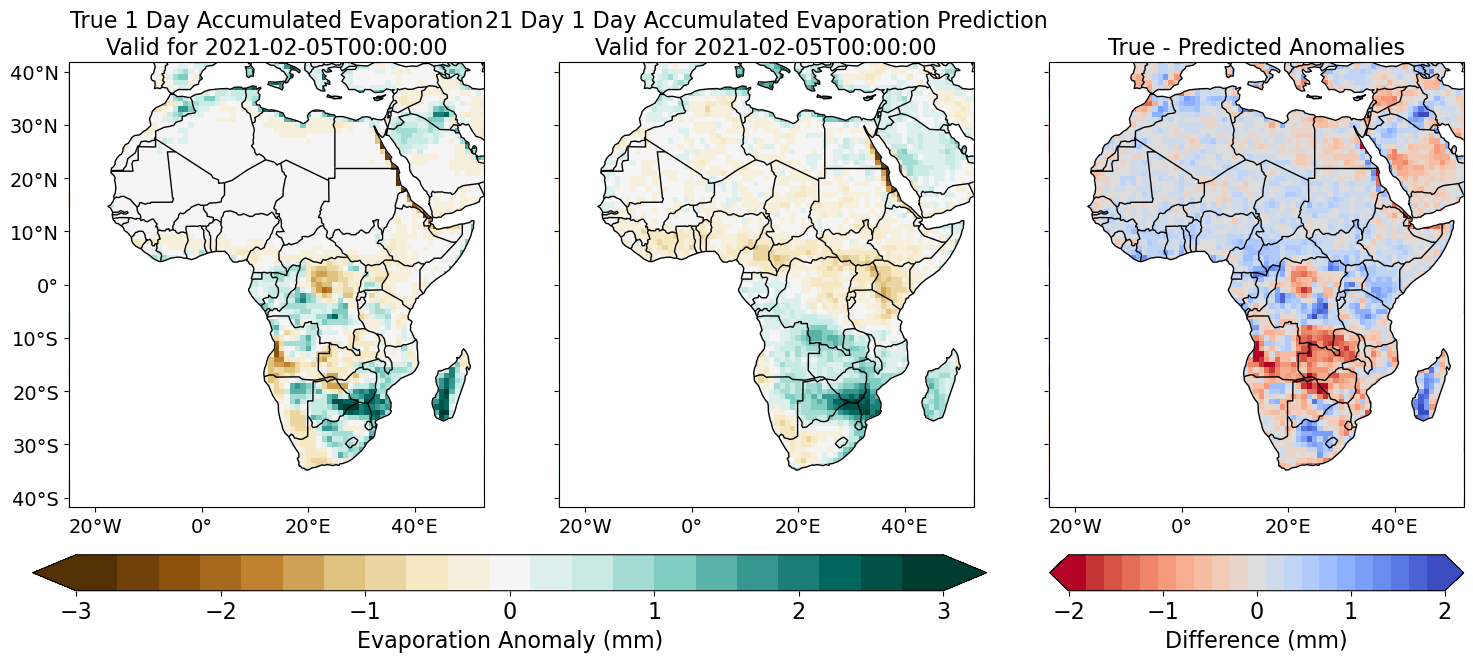 True 1 Day Accumulated Evaporation
Valid for 2021-02-05T00:00:00
21 Day 1 Day Accumulated Evaporation Prediction
Valid for 2021-02-05T00:00:00
True - Predicted Anomalies
40°N
30°N
20°N
10°N
0°
10°S
20°S
30°S
40°S
20°W 0° 20°E 40°E
20°W 0° 20°E 40°E
20°W 0° 20°E 40°E
−3 −2 −1 0 1 2 3
Evaporation Anomaly (mm)
−2 −1 0 1 2
Difference (mm)